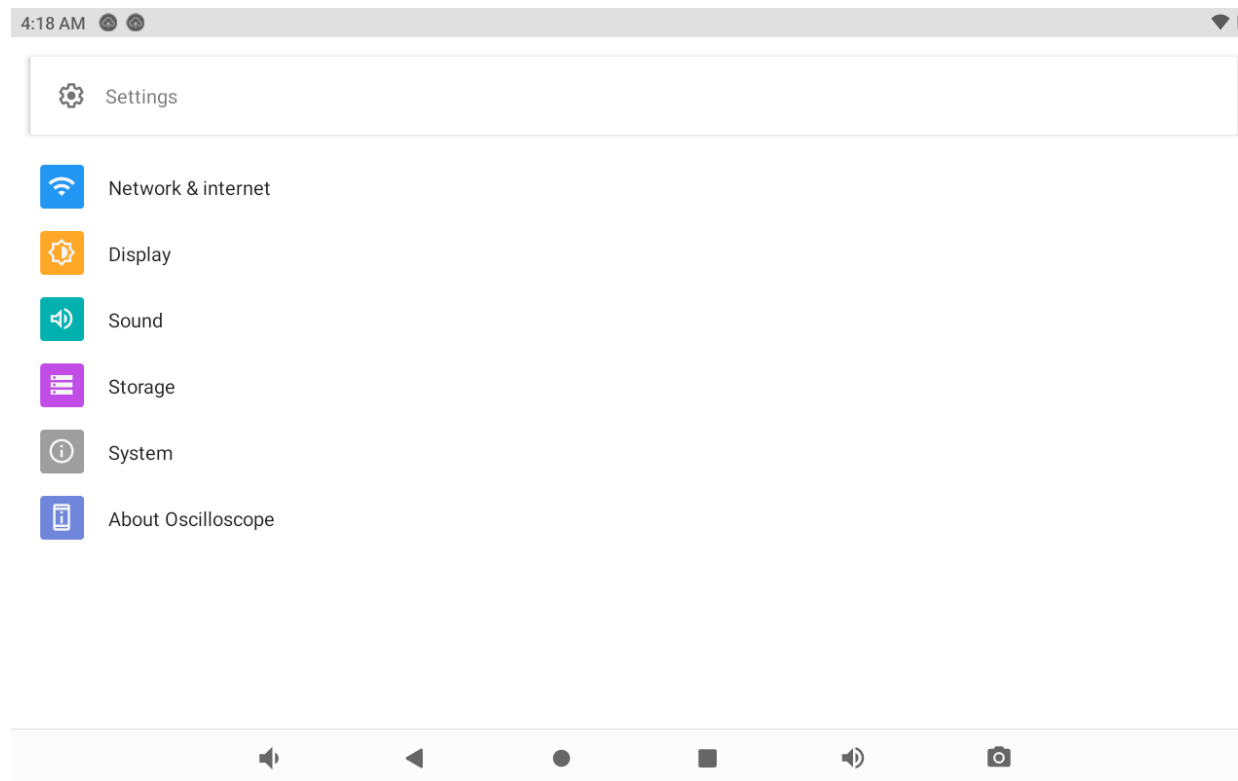 4:18 AM
Settings
Network & internet
Display
Sound
Storage
System
About Oscilloscope